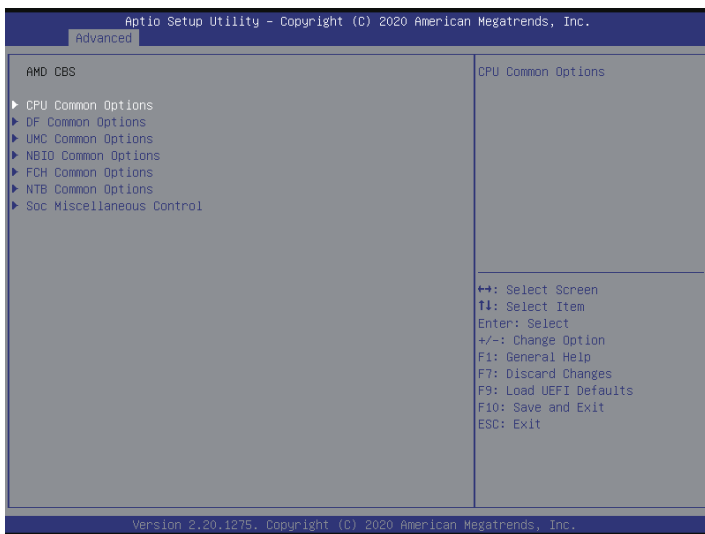 Aptio Setup Utility – Copyright (C) 2020 American Megatrends, Inc.
Advanced
AMD CBS
CPU Common Options
DF Common Options
UMC Common Options
NBIO Common Options
FCH Common Options
NTB Common Options
Soc Miscellaneous Control
CPU Common Options
↔: Select Screen
↑↓: Select Item
Enter: Select
+/-: Change Option
F1: General Help
F7: Discard Changes
F9: Load UEFI Defaults
F10: Save and Exit
ESC: Exit
Version 2.20.1275. Copyright (C) 2020 American Megatrends, Inc.